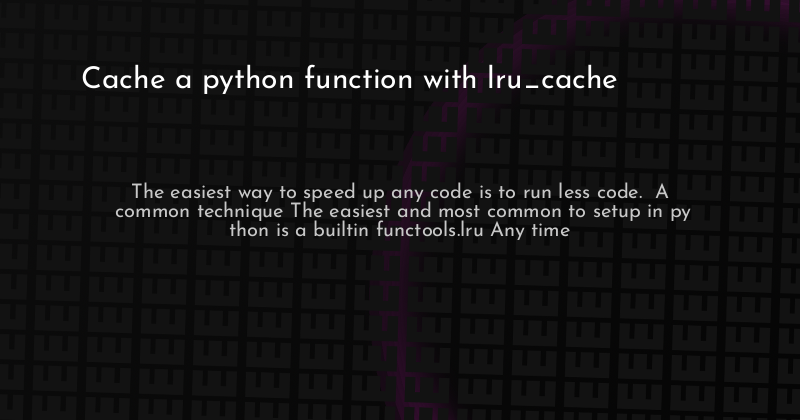 Cache a python function with lru_cache
The easiest way to speed up any code is to run less code.  A
common technique The easiest and most common to setup in py
thon is a builtin functools.lru Any time